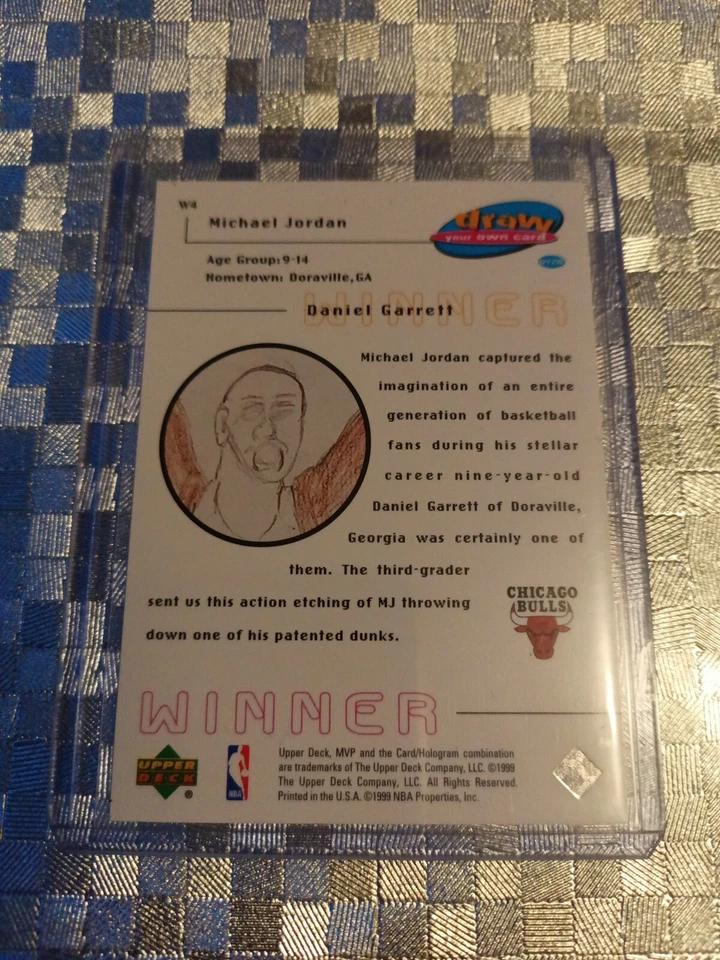 W4
Michael Jordan
draw
your own card
Age Group:9-14
Hometown: Doraville,GA
WINNER
Daniel Garrett
Michael Jordan captured the
imagination of an entire
generation of basketball
fans during his stellar
career nine-year-old
Daniel Garrett of Doraville,
Georgia was certainly one of
them. The third-grader
sent us this action etching of MJ throwing
down one of his patented dunks.
CHICAGO
BULLS
WINNER
UPPER
DECK
®
NBA
Upper Deck, MVP and the Card/Hologram combination
are trademarks of The Upper Deck Company, LLC. ©1999
The Upper Deck Company, LLC. All Rights Reserved.
Printed in the U.S.A. ©1999 NBA Properties, Inc.